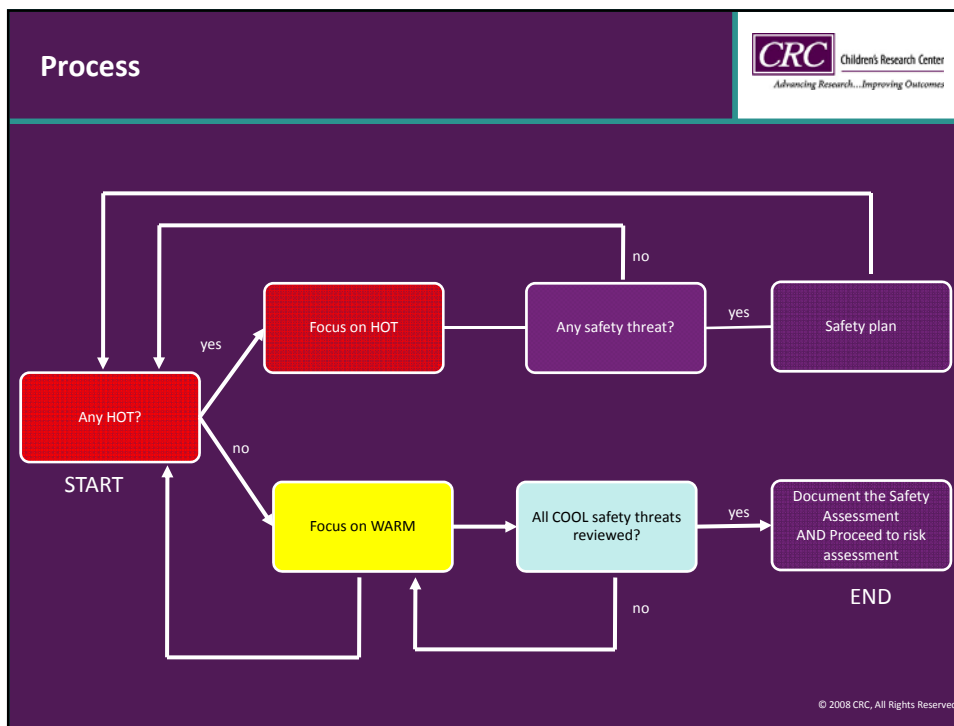 Process
CRC Children's Research Center
Advancing Research...Improving Outcomes
no
Focus on HOT
Any safety threat?
yes
Safety plan
yes
Any HOT?
no
START
Focus on WARM
All COOL safety threats
reviewed?
yes
Document the Safety
Assessment
AND Proceed to risk
assessment
no
END
© 2008 CRC, All Rights Reserved